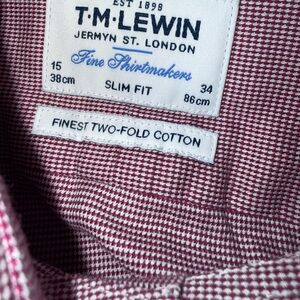 EST 1898
T·M·LEWIN
JERMYN ST. LONDON
Fine Shirtmakers
15 34
38cm 86cm
SLIM FIT
FINEST TWO-FOLD COTTON